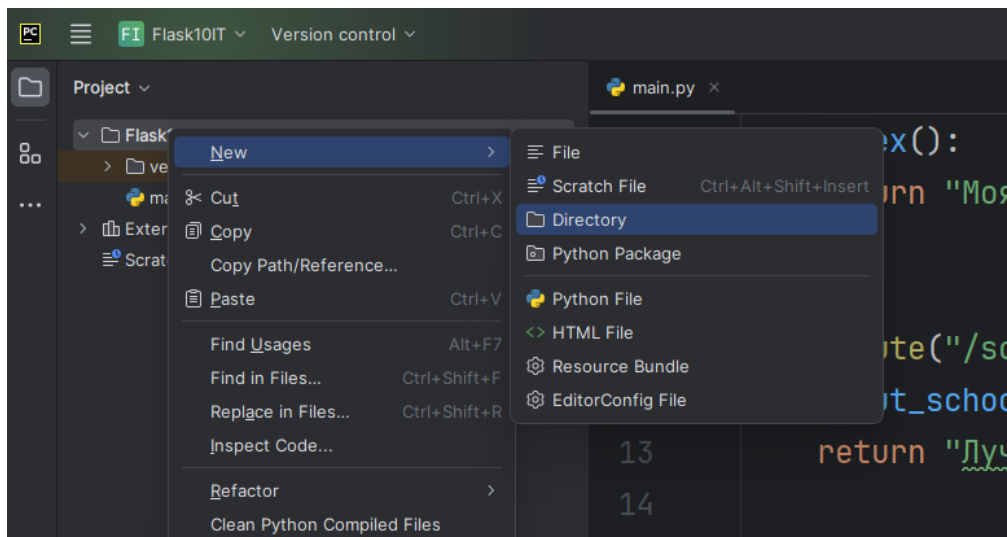 PC
FI Flask10IT Version control
Project
main.py
Flask
ve
ma
Exter
Scrat
New
Cut Ctrl+X
Copy Ctrl+C
Copy Path/Reference...
Paste Ctrl+V
Find Usages Alt+F7
Find in Files... Ctrl+Shift+F
Replace in Files... Ctrl+Shift+R
Inspect Code...
Refactor
Clean Python Compiled Files
File
Scratch File Ctrl+Alt+Shift+Insert
Directory
Python Package
Python File
HTML File
Resource Bundle
EditorConfig File
ex():
urn "Моя
ute("/sc
ut_schoo
13 return "Луч
14